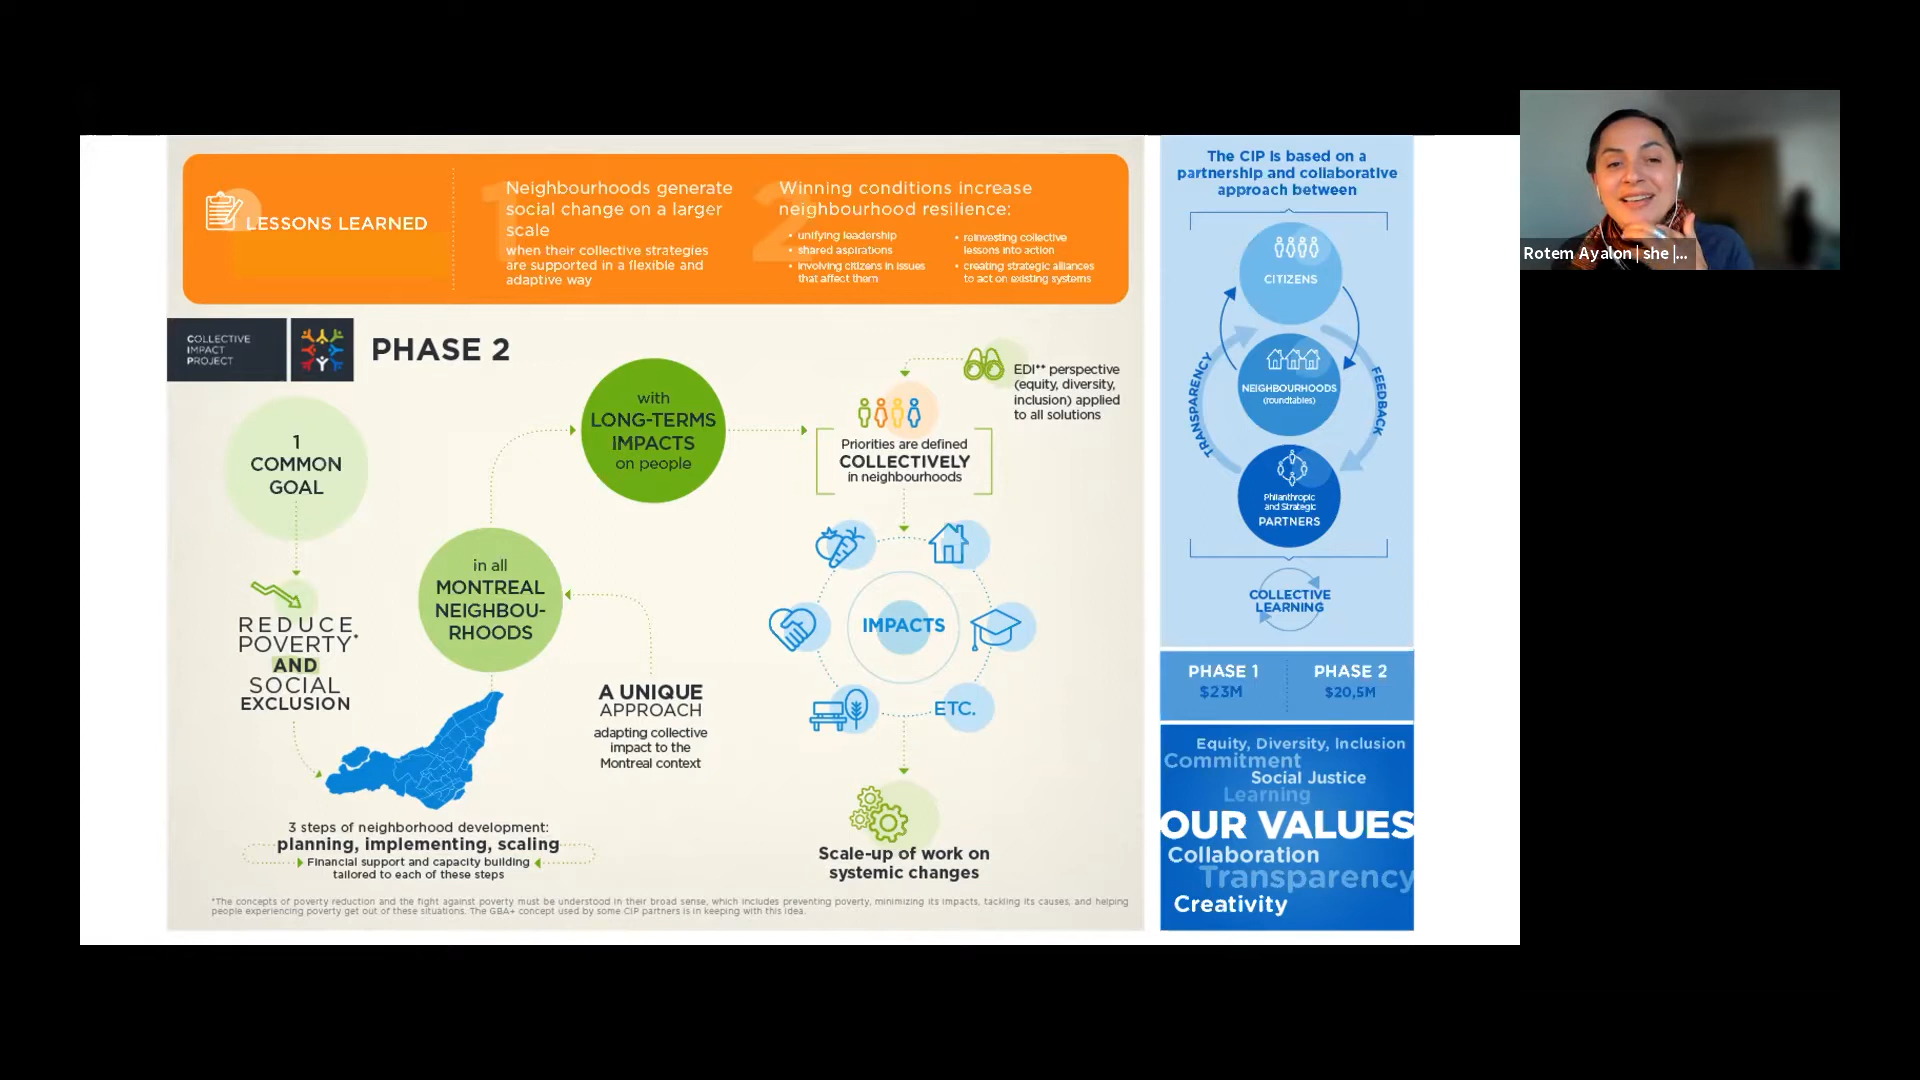 LESSONS LEARNED
1
Neighbourhoods generate
social change on a larger
scale
when their collective strategies
are supported in a flexible and
adaptive way
2
Winning conditions increase
neighbourhood resilience:
• unifying leadership
• shared aspirations
• involving citizens in issues
that affect them
• reinvesting collective
lessons into action
• creating strategic alliances
to act on existing systems
COLLECTIVE
IMPACT
PROJECT
PHASE 2
1
COMMON
GOAL
REDUCE
POVERTY*
AND
SOCIAL
EXCLUSION
in all
MONTREAL
NEIGHBOU-
RHOODS
with
LONG-TERMS
IMPACTS
on people
A UNIQUE
APPROACH
adapting collective
impact to the
Montreal context
3 steps of neighborhood development:
planning, implementing, scaling
Financial support and capacity building
tailored to each of these steps
EDI** perspective
(equity, diversity,
inclusion) applied
to all solutions
Priorities are defined
COLLECTIVELY
in neighbourhoods
IMPACTS
ETC.
Scale-up of work on
systemic changes
*The concepts of poverty reduction and the fight against poverty must be understood in their broad sense, which includes preventing poverty, minimizing its impacts, tackling its causes, and helping
people experiencing poverty get out of these situations. The GBA+ concept used by some CIP partners is in keeping with this idea.
The CIP is based on a
partnership and collaborative
approach between
CITIZENS
NEIGHBOURHOODS
(roundtables)
TRANSPARENCY
FEEDBACK
Philanthropic
and Strategic
PARTNERS
COLLECTIVE
LEARNING
PHASE 1
$23M
PHASE 2
$20,5M
Equity, Diversity, Inclusion
Commitment
Social Justice
Learning
OUR VALUES
Collaboration
Transparency
Creativity
Rotem Ayalon | she |...